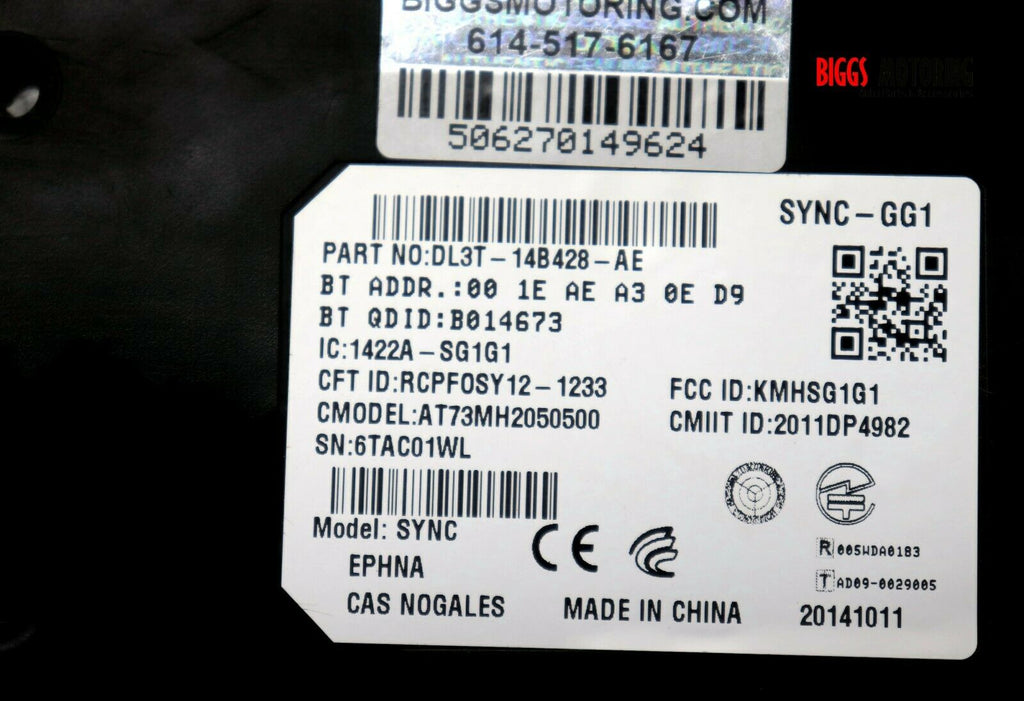 BIGGSMOTORING.COM
614-517-6167
BIGGS MOTORING
506270149624
SYNC-GG1
PART NO:DL3T-14B428-AE
BT ADDR.:00 1E AE A3 0E D9
BT QDID:B014673
IC:1422A-SG1G1
CFT ID:RCPFOSY12-1233
FCC ID:KMHSG1G1
CMODEL:AT73MH2050500
CMIIT ID:2011DP4982
SN:6TAC01WL
Model: SYNC
CE
R 005WDA0183
EPHNA
T AD09-0029005
CAS NOGALES
MADE IN CHINA
20141011